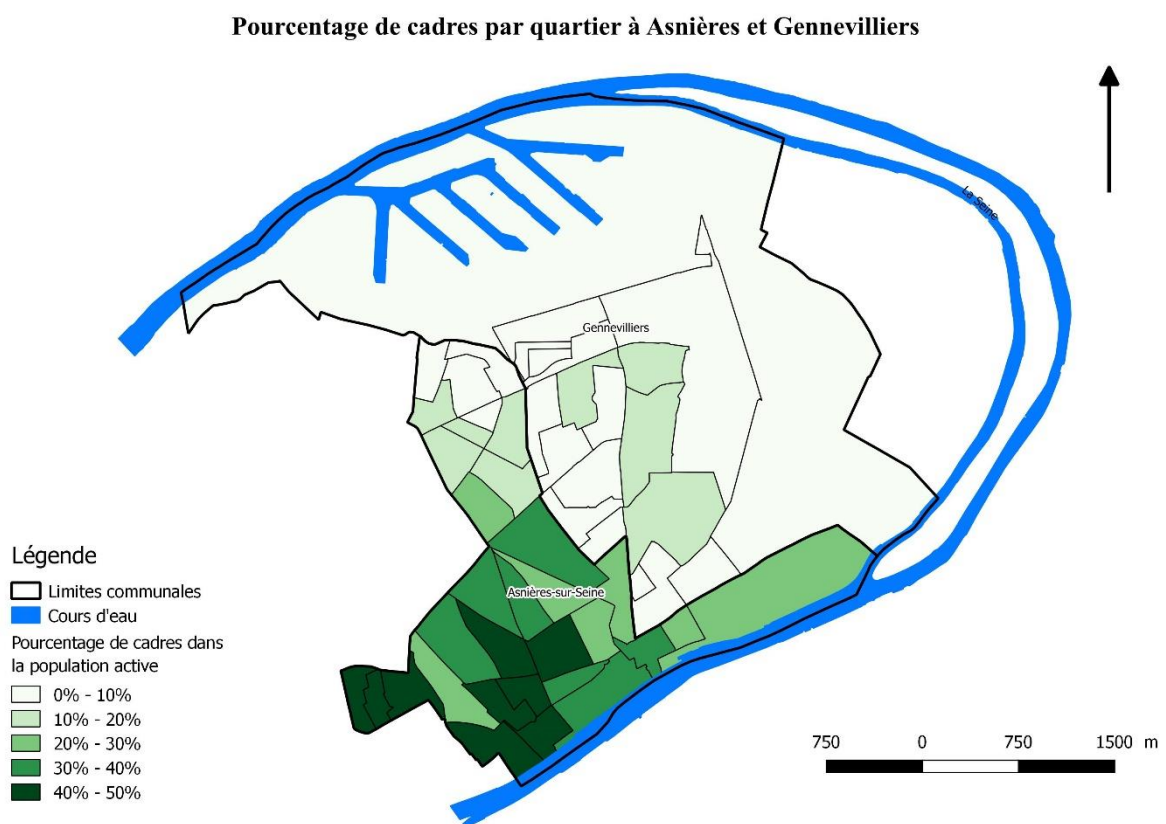 Pourcentage de cadres par quartier à Asnières et Gennevilliers
La Seine
Gennevilliers
Asnières-sur-Seine
Légende
Limites communales
Cours d'eau
Pourcentage de cadres dans
la population active
0% - 10%
10% - 20%
20% - 30%
30% - 40%
40% - 50%
750 0 750 1500 m